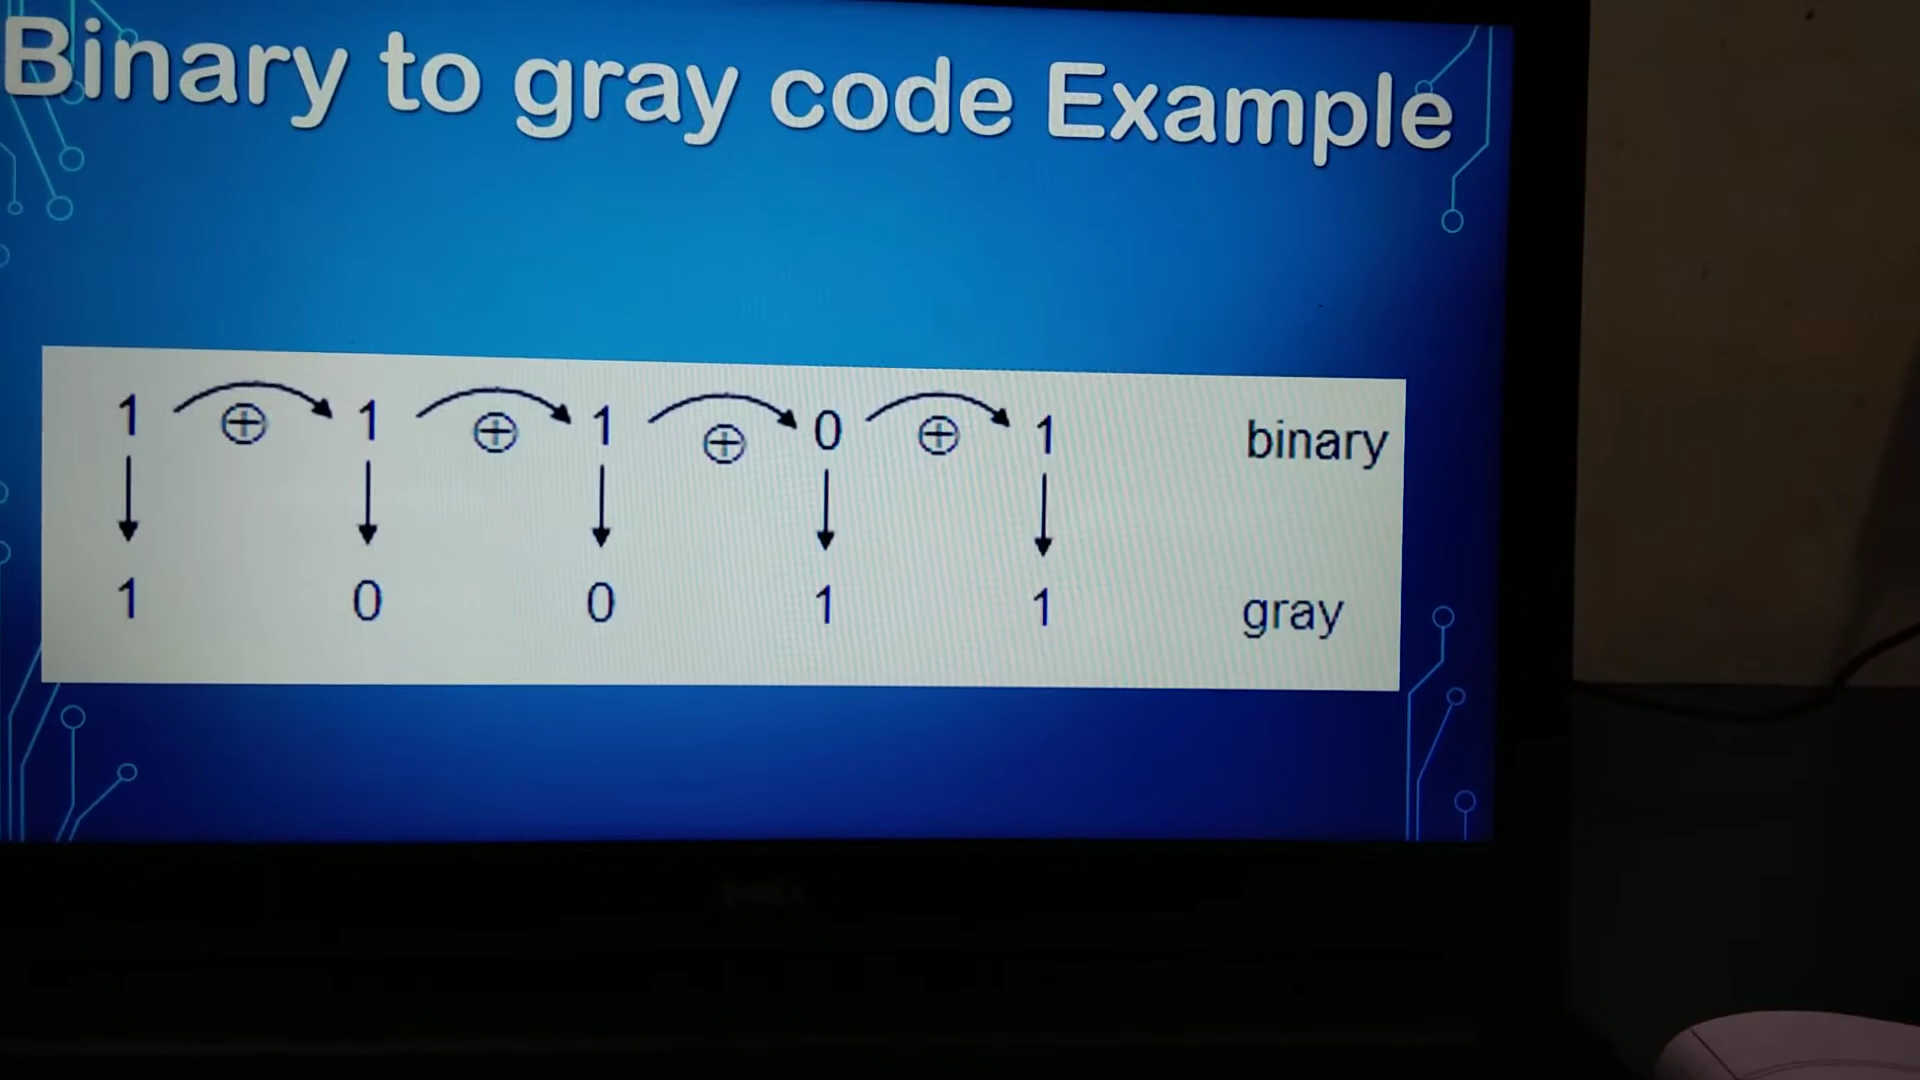 Binary to gray code Example
1 ⊕ 1 ⊕ 1 ⊕ 0 ⊕ 1 binary
1 0 0 1 1 gray